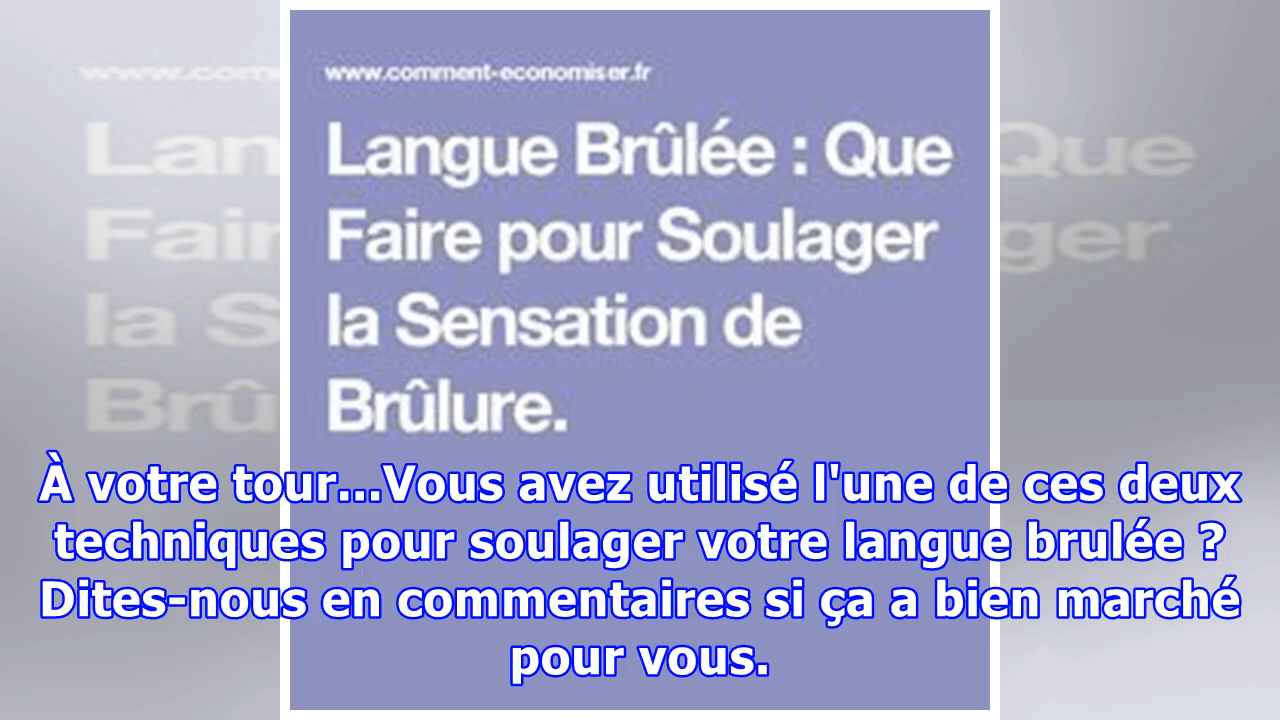 www.comment-economiser.fr
Langue Brûlée : Que
Faire pour Soulager
la Sensation de
Brûlure.
À votre tour...Vous avez utilisé l'une de ces deux
techniques pour soulager votre langue brulée ?
Dites-nous en commentaires si ça a bien marché
pour vous.